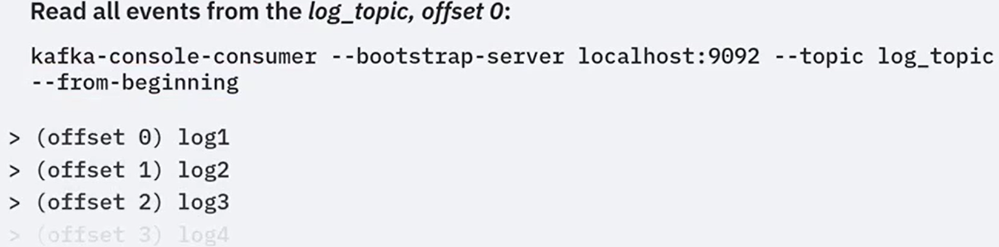 Read all events from the log_topic, offset 0:
kafka-console-consumer --bootstrap-server localhost:9092 --topic log_topic
--from-beginning
> (offset 0) log1
> (offset 1) log2
> (offset 2) log3
> (offset 3) log4